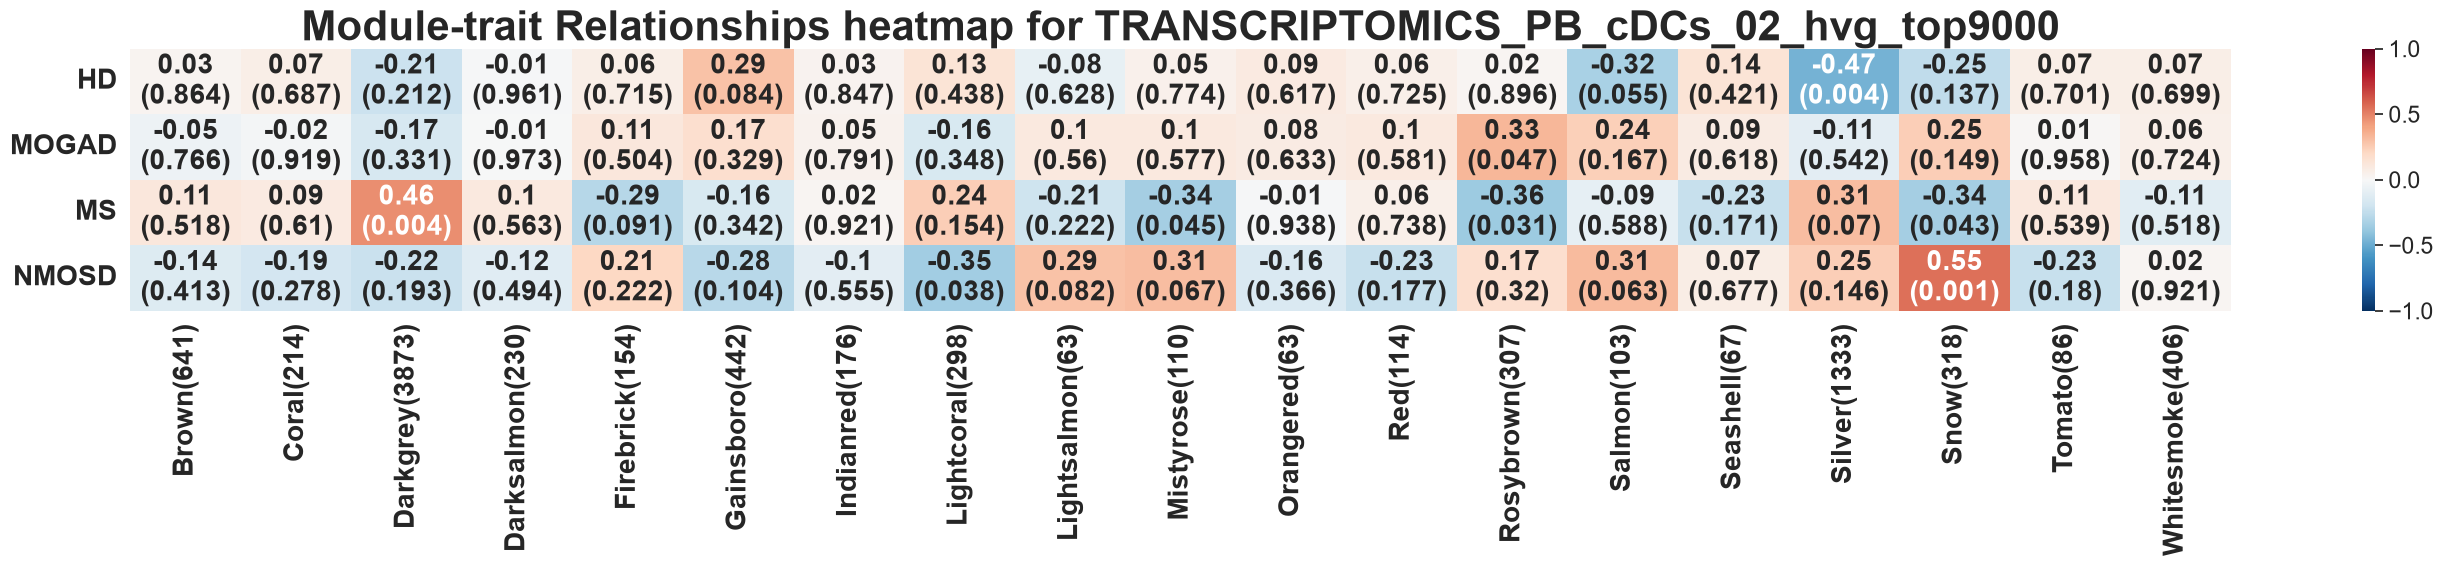 Module-trait Relationships heatmap for TRANSCRIPTOMICS_PB_cDCs_02_hvg_top9000
HD
0.03 0.07 -0.21 -0.01 0.06 0.29 0.03 0.13 -0.08 0.05 0.09 0.06 0.02 -0.32 0.14 -0.47 -0.25 0.07 0.07
(0.864) (0.687) (0.212) (0.961) (0.715) (0.084) (0.847) (0.438) (0.628) (0.774) (0.617) (0.725) (0.896) (0.055) (0.421) (0.004) (0.137) (0.701) (0.699)
MOGAD
-0.05 -0.02 -0.17 -0.01 0.11 0.17 0.05 -0.16 0.1 0.1 0.08 0.1 0.33 0.24 0.09 -0.11 0.25 0.01 0.06
(0.766) (0.919) (0.331) (0.973) (0.504) (0.329) (0.791) (0.348) (0.56) (0.577) (0.633) (0.581) (0.047) (0.167) (0.618) (0.542) (0.149) (0.958) (0.724)
MS
0.11 0.09 0.46 0.1 -0.29 -0.16 0.02 0.24 -0.21 -0.34 -0.01 0.06 -0.36 -0.09 -0.23 0.31 -0.34 0.11 -0.11
(0.518) (0.61) (0.004) (0.563) (0.091) (0.342) (0.921) (0.154) (0.222) (0.045) (0.938) (0.738) (0.031) (0.588) (0.171) (0.07) (0.043) (0.539) (0.518)
NMOSD
-0.14 -0.19 -0.22 -0.12 0.21 -0.28 -0.1 -0.35 0.29 0.31 -0.16 -0.23 0.17 0.31 0.07 0.25 0.55 -0.23 0.02
(0.413) (0.278) (0.193) (0.494) (0.222) (0.104) (0.555) (0.038) (0.082) (0.067) (0.366) (0.177) (0.32) (0.063) (0.677) (0.146) (0.001) (0.18) (0.921)
Brown(641)
Coral(214)
Darkgrey(3873)
Darksalmon(230)
Firebrick(154)
Gainsboro(442)
Indianred(176)
Lightcoral(298)
Lightsalmon(63)
Mistyrose(110)
Orangered(63)
Red(114)
Rosybrown(307)
Salmon(103)
Seashell(67)
Silver(1333)
Snow(318)
Tomato(86)
Whitesmoke(406)
1.0
0.5
0.0
−0.5
−1.0